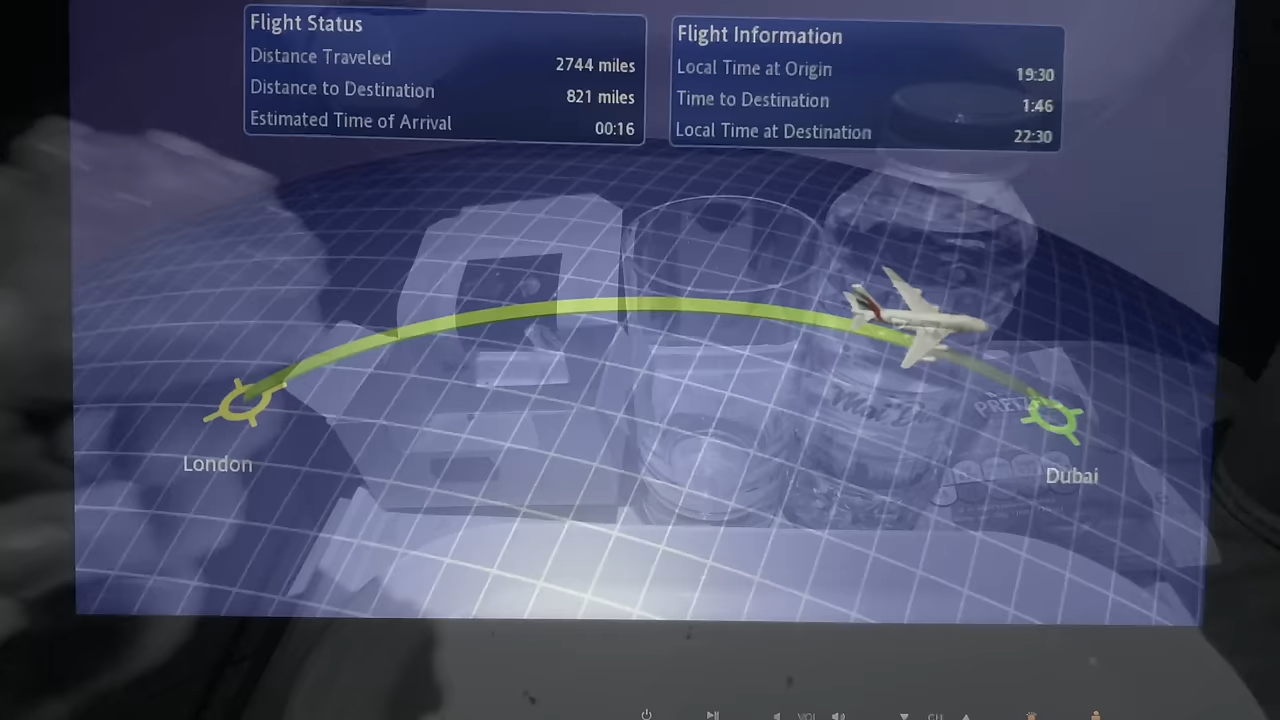 Flight Status
Distance Traveled 2744 miles
Distance to Destination 821 miles
Estimated Time of Arrival 00:16
Flight Information
Local Time at Origin 19:30
Time to Destination 1:46
Local Time at Destination 22:30
London
Dubai
VOL
CH